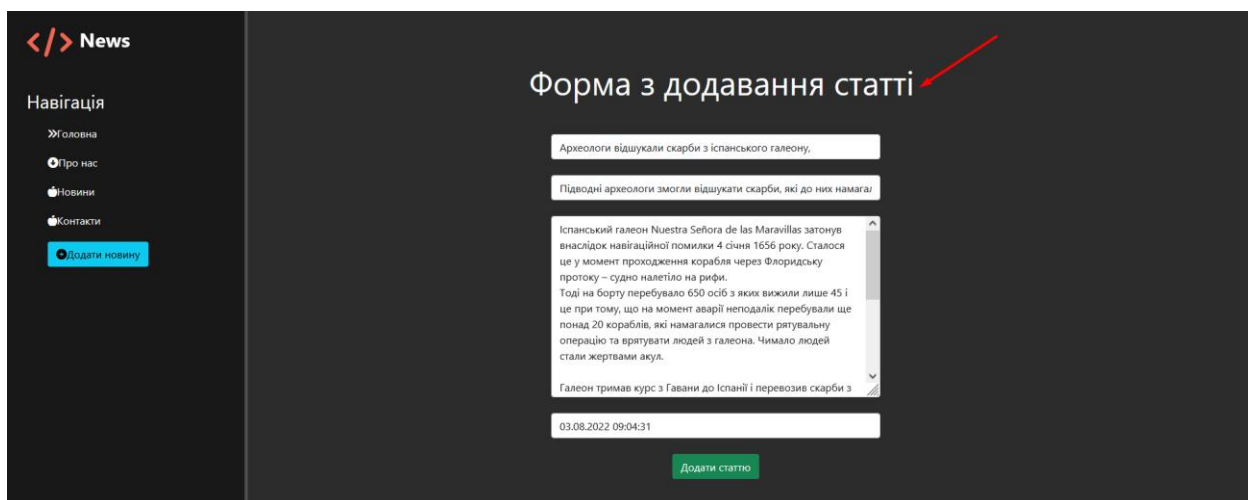 </> News
Навігація
Головна
Про нас
Новини
Контакти
Додати новину
Форма з додавання статті
Археологи відшукали скарби з іспанського галеону,
Підводні археологи змогли відшукати скарби, які до них намагал
Іспанський галеон Nuestra Señora de las Maravillas затонув
внаслідок навігаційної помилки 4 січня 1656 року. Сталося
це у момент проходження корабля через Флоридську
протоку – судно налетіло на рифи.
Тоді на борту перебувало 650 осіб з яких вижили лише 45 і
це при тому, що на момент аварії неподалік перебували ще
понад 20 кораблів, які намагалися провести рятувальну
операцію та врятувати людей з галеона. Чимало людей
стали жертвами акул.
Галеон тримав курс з Гавани до Іспанії і перевозив скарби з
03.08.2022 09:04:31
Додати статтю